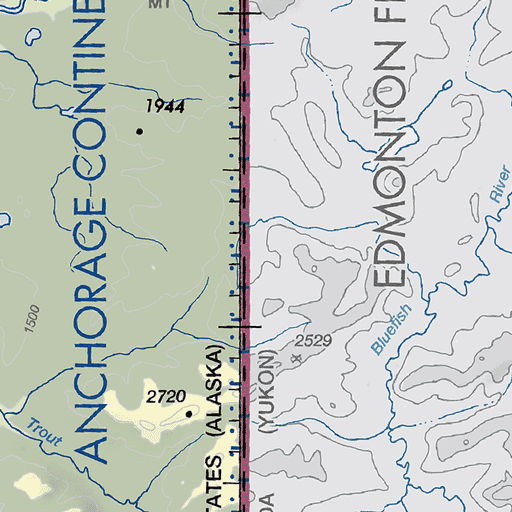 MT
1944
ANCHORAGE CONTINE
EDMONTON FI
River
1500
Bluefish
2529
2720
Trout
TATES (ALASKA)
DA (YUKON)